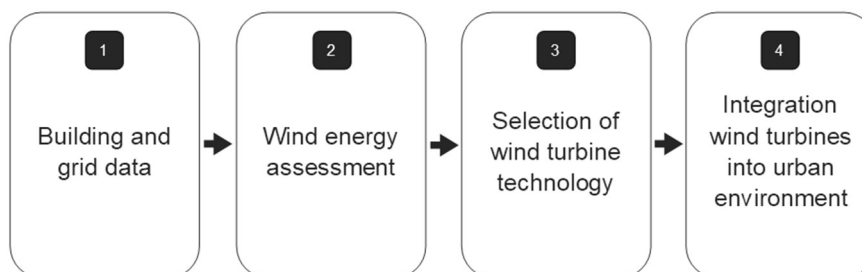 1
Building and
grid data
2
Wind energy
assessment
3
Selection of
wind turbine
technology
4
Integration
wind turbines
into urban
environment